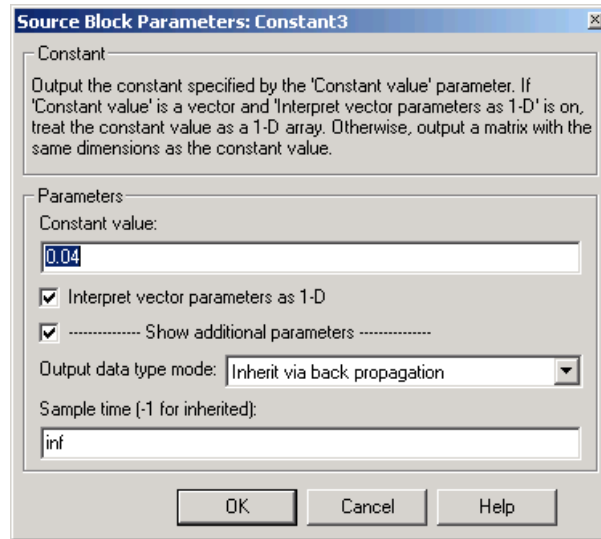 Source Block Parameters: Constant3
Constant
Output the constant specified by the 'Constant value' parameter. If
'Constant value' is a vector and 'Interpret vector parameters as 1-D' is on,
treat the constant value as a 1-D array. Otherwise, output a matrix with the
same dimensions as the constant value.
Parameters
Constant value:
0.04
Interpret vector parameters as 1-D
-------------- Show additional parameters --------------
Output data type mode: Inherit via back propagation
Sample time (-1 for inherited):
inf
OK Cancel Help